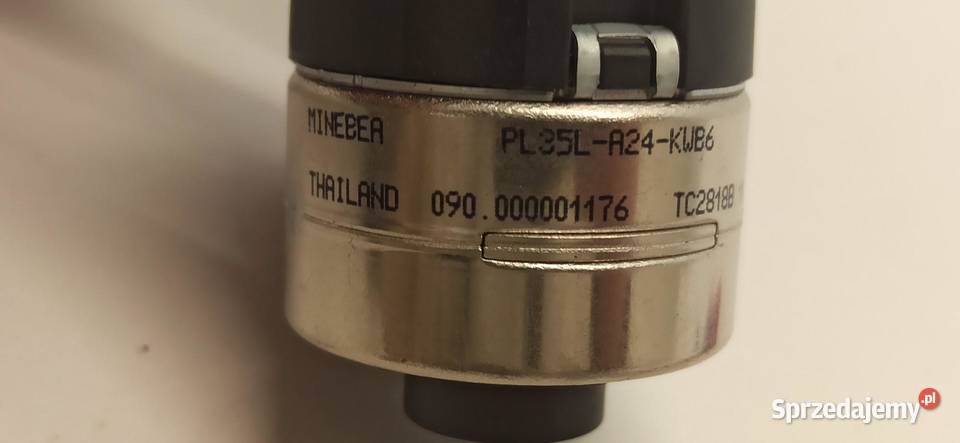 MINEBEA PL35L-A24-KWB6
THAILAND 090.000001176 TC2818B
Sprzedajemy.pl